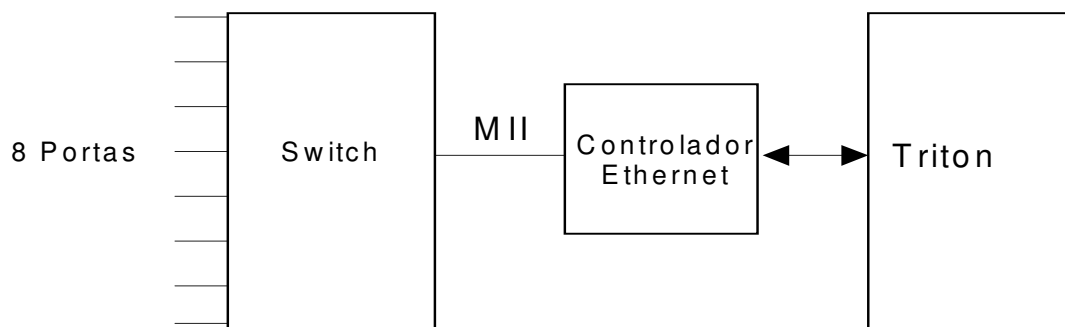 8 Portas
Switch
MII
Controlador
Ethernet
Triton